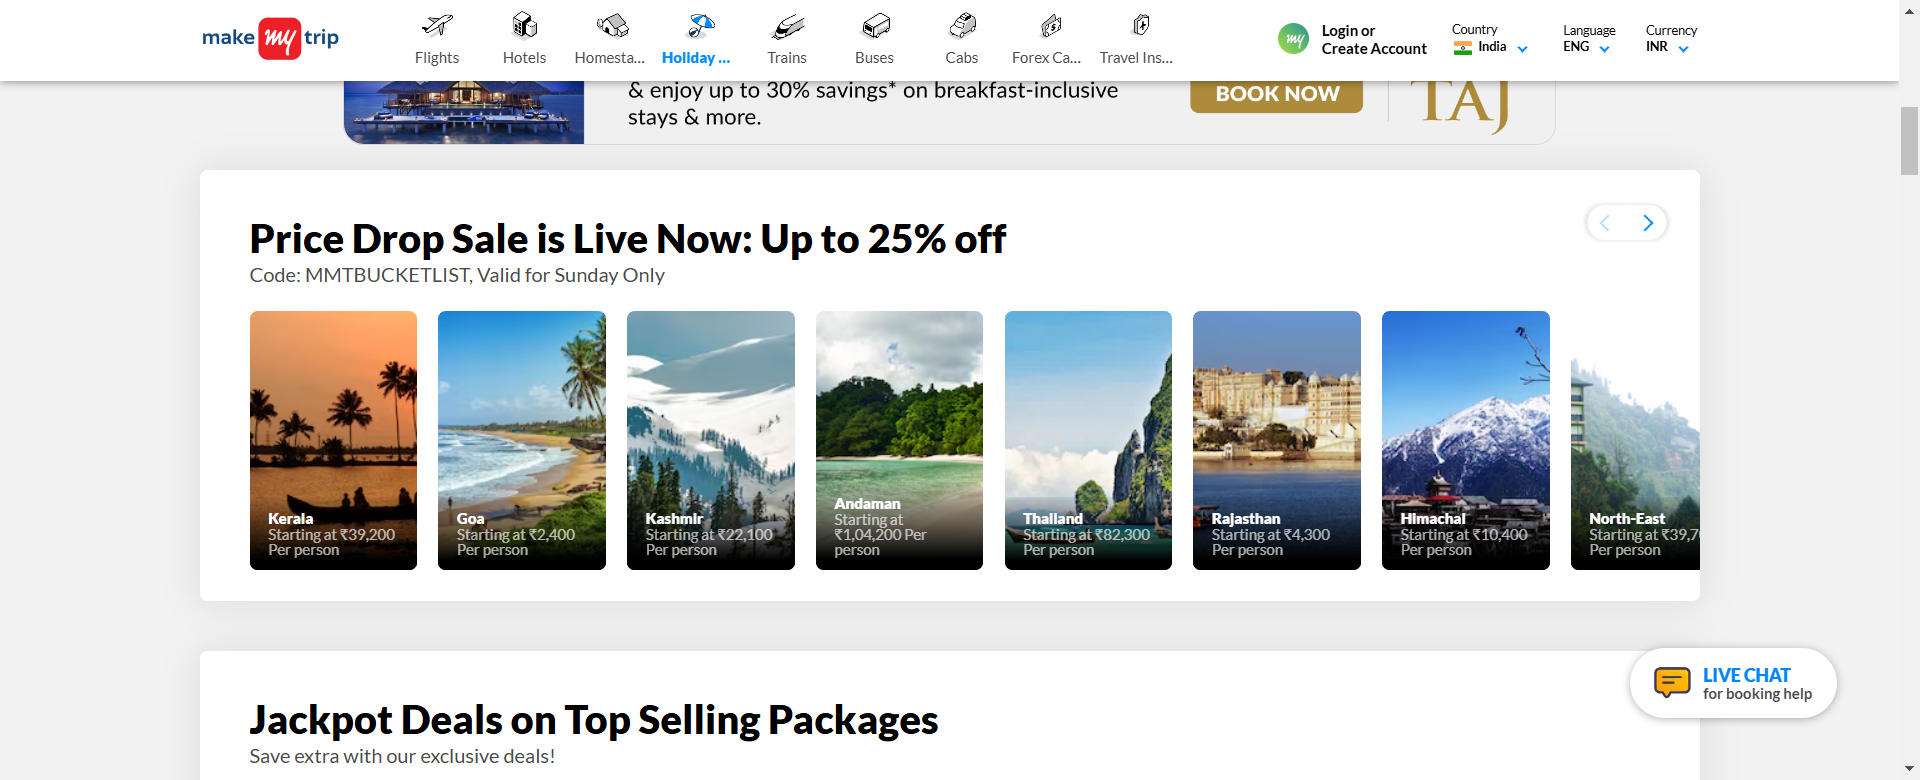 make my trip
Flights
Hotels
Homesta...
Holiday ...
Trains
Buses
Cabs
Forex Ca...
Travel Ins...
my
Login or
Create Account
Country
India
Language
ENG
Currency
INR
& enjoy up to 30% savings* on breakfast-inclusive
stays & more.
BOOK NOW
TAJ
Price Drop Sale is Live Now: Up to 25% off
Code: MMTBUCKETLIST, Valid for Sunday Only
Kerala
Starting at ₹39,200
Per person
Goa
Starting at ₹2,400
Per person
Kashmir
Starting at ₹22,100
Per person
Andaman
Starting at
₹1,04,200 Per
person
Thailand
Starting at ₹82,300
Per person
Rajasthan
Starting at ₹4,300
Per person
Himachal
Starting at ₹10,400
Per person
North-East
Starting at ₹39,7
Per person
LIVE CHAT
for booking help
Jackpot Deals on Top Selling Packages
Save extra with our exclusive deals!